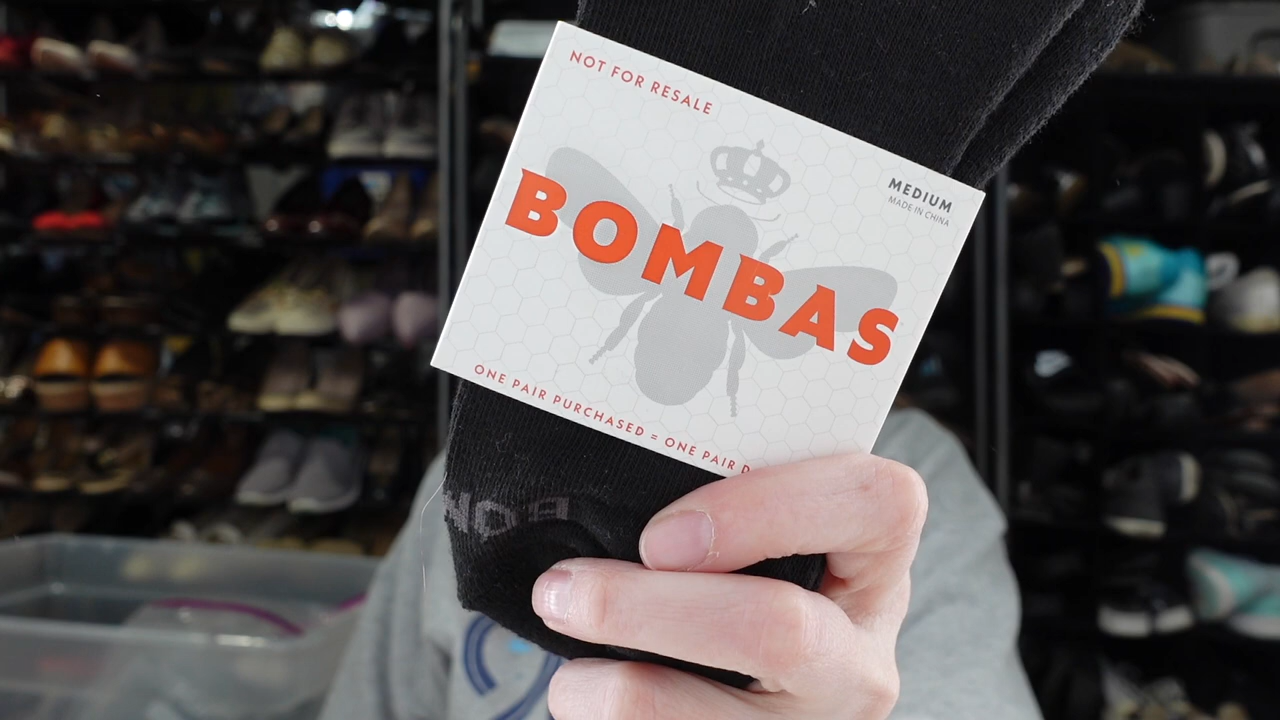 NOT FOR RESALE
MEDIUM
MADE IN CHINA
BOMBAS
ONE PAIR PURCHASED = ONE PAIR D